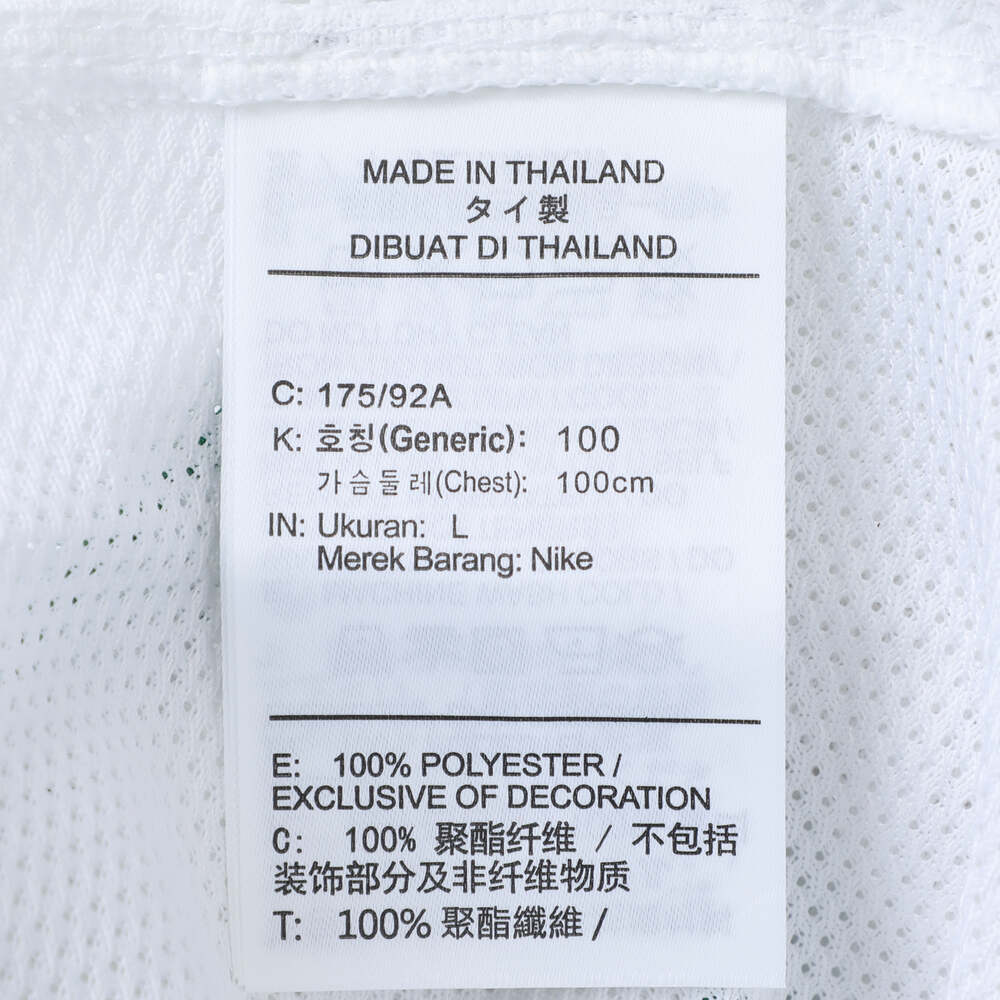 MADE IN THAILAND
タイ製
DIBUAT DI THAILAND
C: 175/92A
K: 호칭(Generic): 100
가슴둘레(Chest): 100cm
IN: Ukuran: L
Merek Barang: Nike
E: 100% POLYESTER /
EXCLUSIVE OF DECORATION
C: 100% 聚酯纤维 / 不包括
装饰部分及非纤维物质
T: 100% 聚酯纖維 /